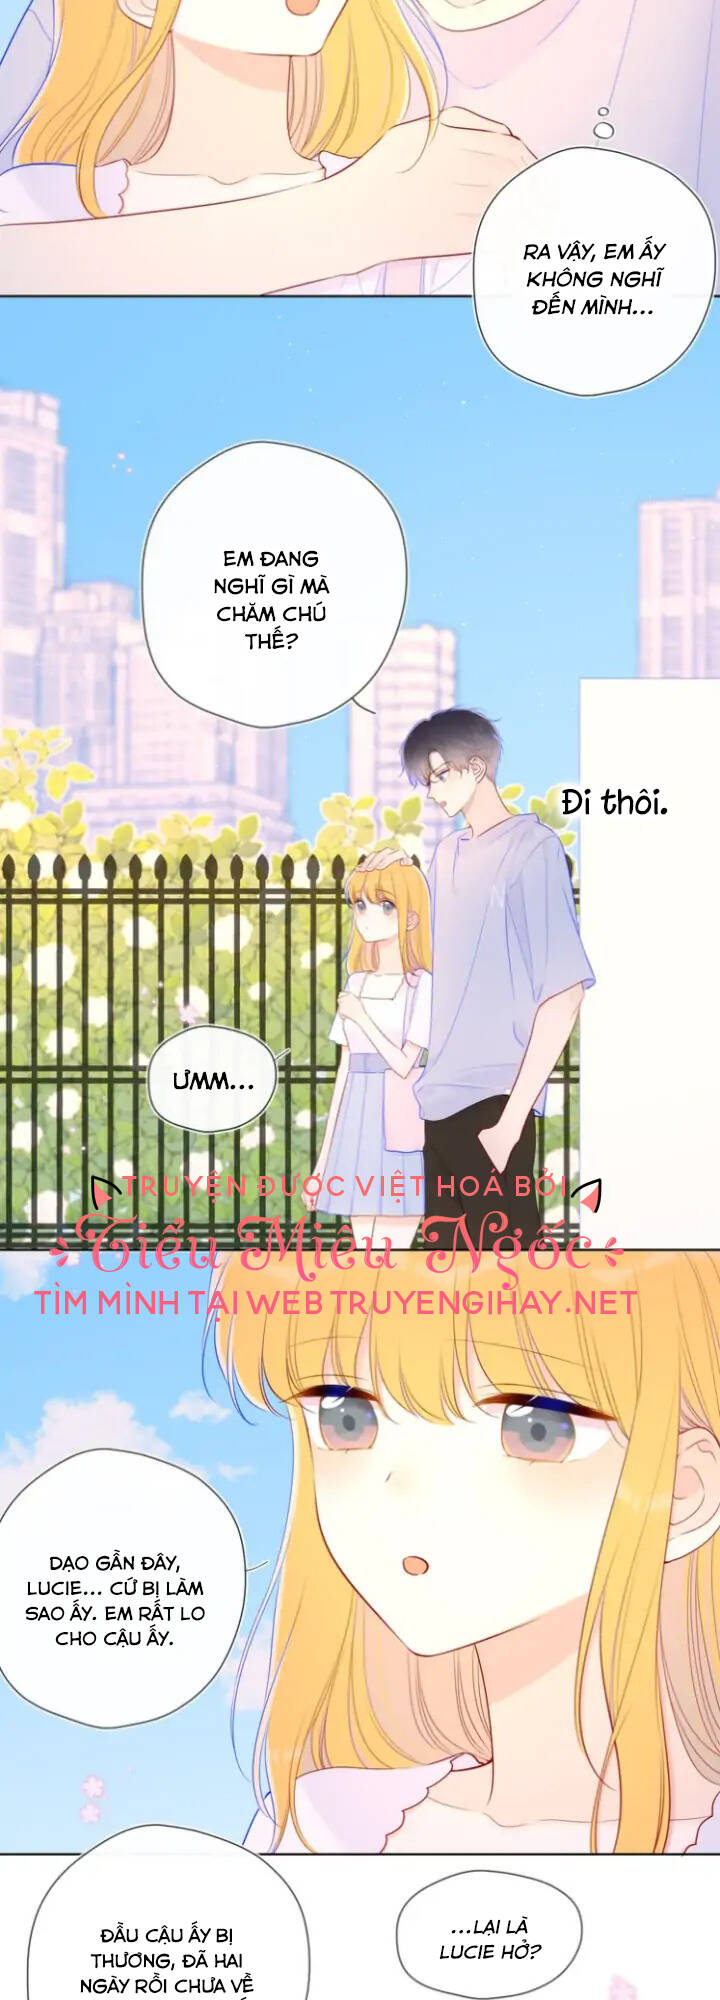 RA VẬY, EM ẤY
KHÔNG NGHĨ
ĐẾN MÌNH...
EM ĐANG
NGHĨ GÌ MÀ
CHĂM CHÚ
THẾ?
Đi thôi.
ƯMM...
TRUYỆN ĐƯỢC VIỆT HOÁ BỞI
Tiểu Miêu Ngốc
TÌM MÌNH TẠI WEB TRUYENGIHAY.NET
DẠO GẦN ĐÂY,
LUCIE... CỨ BỊ LÀM
SAO ẤY. EM RẤT LO
CHO CẬU ẤY.
...LẠI LÀ
LUCIE HỞ?
ĐẦU CẬU ẤY BỊ
THƯƠNG, ĐÃ HAI
NGÀY RỒI CHƯA VỀ